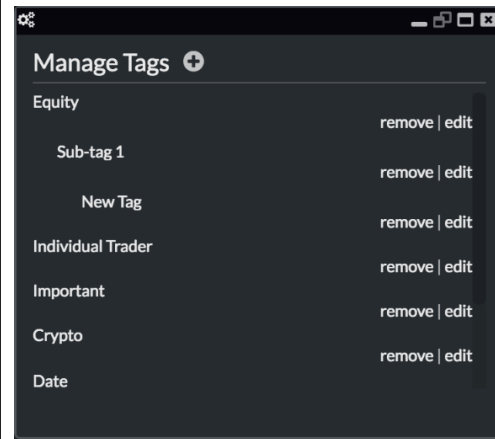 Manage Tags
Equity
remove | edit
Sub-tag 1
remove | edit
New Tag
remove | edit
Individual Trader
remove | edit
Important
remove | edit
Crypto
remove | edit
Date